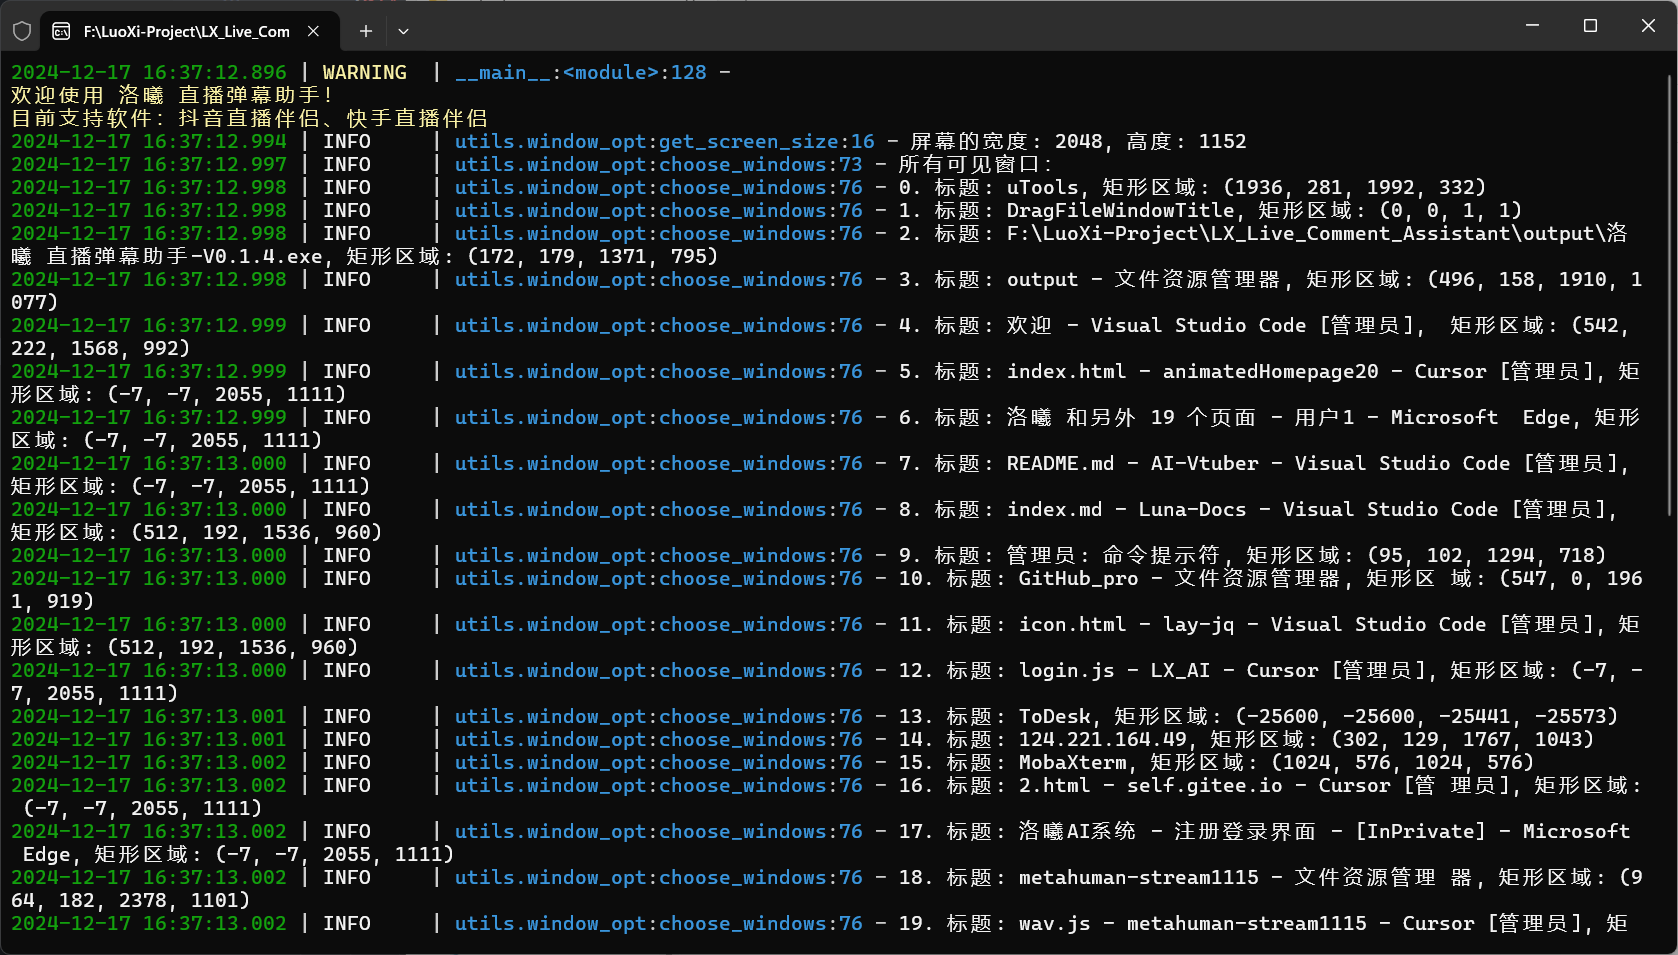 F:\LuoXi-Project\LX_Live_Com
2024-12-17 16:37:12.896 | WARNING  | __main__:<module>:128 -
欢迎使用 洛曦 直播弹幕助手！
目前支持软件：抖音直播伴侣、快手直播伴侣
2024-12-17 16:37:12.994 | INFO     | utils.window_opt:get_screen_size:16 - 屏幕的宽度: 2048, 高度: 1152
2024-12-17 16:37:12.997 | INFO     | utils.window_opt:choose_windows:73 - 所有可见窗口:
2024-12-17 16:37:12.998 | INFO     | utils.window_opt:choose_windows:76 - 0. 标题: uTools, 矩形区域: (1936, 281, 1992, 332)
2024-12-17 16:37:12.998 | INFO     | utils.window_opt:choose_windows:76 - 1. 标题: DragFileWindowTitle, 矩形区域: (0, 0, 1, 1)
2024-12-17 16:37:12.998 | INFO     | utils.window_opt:choose_windows:76 - 2. 标题: F:\LuoXi-Project\LX_Live_Comment_Assistant\output\洛
曦 直播弹幕助手-V0.1.4.exe, 矩形区域: (172, 179, 1371, 795)
2024-12-17 16:37:12.998 | INFO     | utils.window_opt:choose_windows:76 - 3. 标题: output - 文件资源管理器, 矩形区域: (496, 158, 1910, 1
077)
2024-12-17 16:37:12.999 | INFO     | utils.window_opt:choose_windows:76 - 4. 标题: 欢迎 - Visual Studio Code [管理员],  矩形区域: (542,
222, 1568, 992)
2024-12-17 16:37:12.999 | INFO     | utils.window_opt:choose_windows:76 - 5. 标题: index.html - animatedHomepage20 - Cursor [管理员], 矩
形区域: (-7, -7, 2055, 1111)
2024-12-17 16:37:12.999 | INFO     | utils.window_opt:choose_windows:76 - 6. 标题: 洛曦 和另外 19 个页面 - 用户1 - Microsoft  Edge, 矩形
区域: (-7, -7, 2055, 1111)
2024-12-17 16:37:13.000 | INFO     | utils.window_opt:choose_windows:76 - 7. 标题: README.md - AI-Vtuber - Visual Studio Code [管理员],
矩形区域: (-7, -7, 2055, 1111)
2024-12-17 16:37:13.000 | INFO     | utils.window_opt:choose_windows:76 - 8. 标题: index.md - Luna-Docs - Visual Studio Code [管理员],
矩形区域: (512, 192, 1536, 960)
2024-12-17 16:37:13.000 | INFO     | utils.window_opt:choose_windows:76 - 9. 标题: 管理员: 命令提示符, 矩形区域: (95, 102, 1294, 718)
2024-12-17 16:37:13.000 | INFO     | utils.window_opt:choose_windows:76 - 10. 标题: GitHub_pro - 文件资源管理器, 矩形区 域: (547, 0, 196
1, 919)
2024-12-17 16:37:13.000 | INFO     | utils.window_opt:choose_windows:76 - 11. 标题: icon.html - lay-jq - Visual Studio Code [管理员], 矩
形区域: (512, 192, 1536, 960)
2024-12-17 16:37:13.000 | INFO     | utils.window_opt:choose_windows:76 - 12. 标题: login.js - LX_AI - Cursor [管理员], 矩形区域: (-7, -
7, 2055, 1111)
2024-12-17 16:37:13.001 | INFO     | utils.window_opt:choose_windows:76 - 13. 标题: ToDesk, 矩形区域: (-25600, -25600, -25441, -25573)
2024-12-17 16:37:13.001 | INFO     | utils.window_opt:choose_windows:76 - 14. 标题: 124.221.164.49, 矩形区域: (302, 129, 1767, 1043)
2024-12-17 16:37:13.002 | INFO     | utils.window_opt:choose_windows:76 - 15. 标题: MobaXterm, 矩形区域: (1024, 576, 1024, 576)
2024-12-17 16:37:13.002 | INFO     | utils.window_opt:choose_windows:76 - 16. 标题: 2.html - self.gitee.io - Cursor [管 理员], 矩形区域:
 (-7, -7, 2055, 1111)
2024-12-17 16:37:13.002 | INFO     | utils.window_opt:choose_windows:76 - 17. 标题: 洛曦AI系统 - 注册登录界面 - [InPrivate] - Microsoft
 Edge, 矩形区域: (-7, -7, 2055, 1111)
2024-12-17 16:37:13.002 | INFO     | utils.window_opt:choose_windows:76 - 18. 标题: metahuman-stream1115 - 文件资源管理 器, 矩形区域: (9
64, 182, 2378, 1101)
2024-12-17 16:37:13.002 | INFO     | utils.window_opt:choose_windows:76 - 19. 标题: wav.js - metahuman-stream1115 - Cursor [管理员], 矩